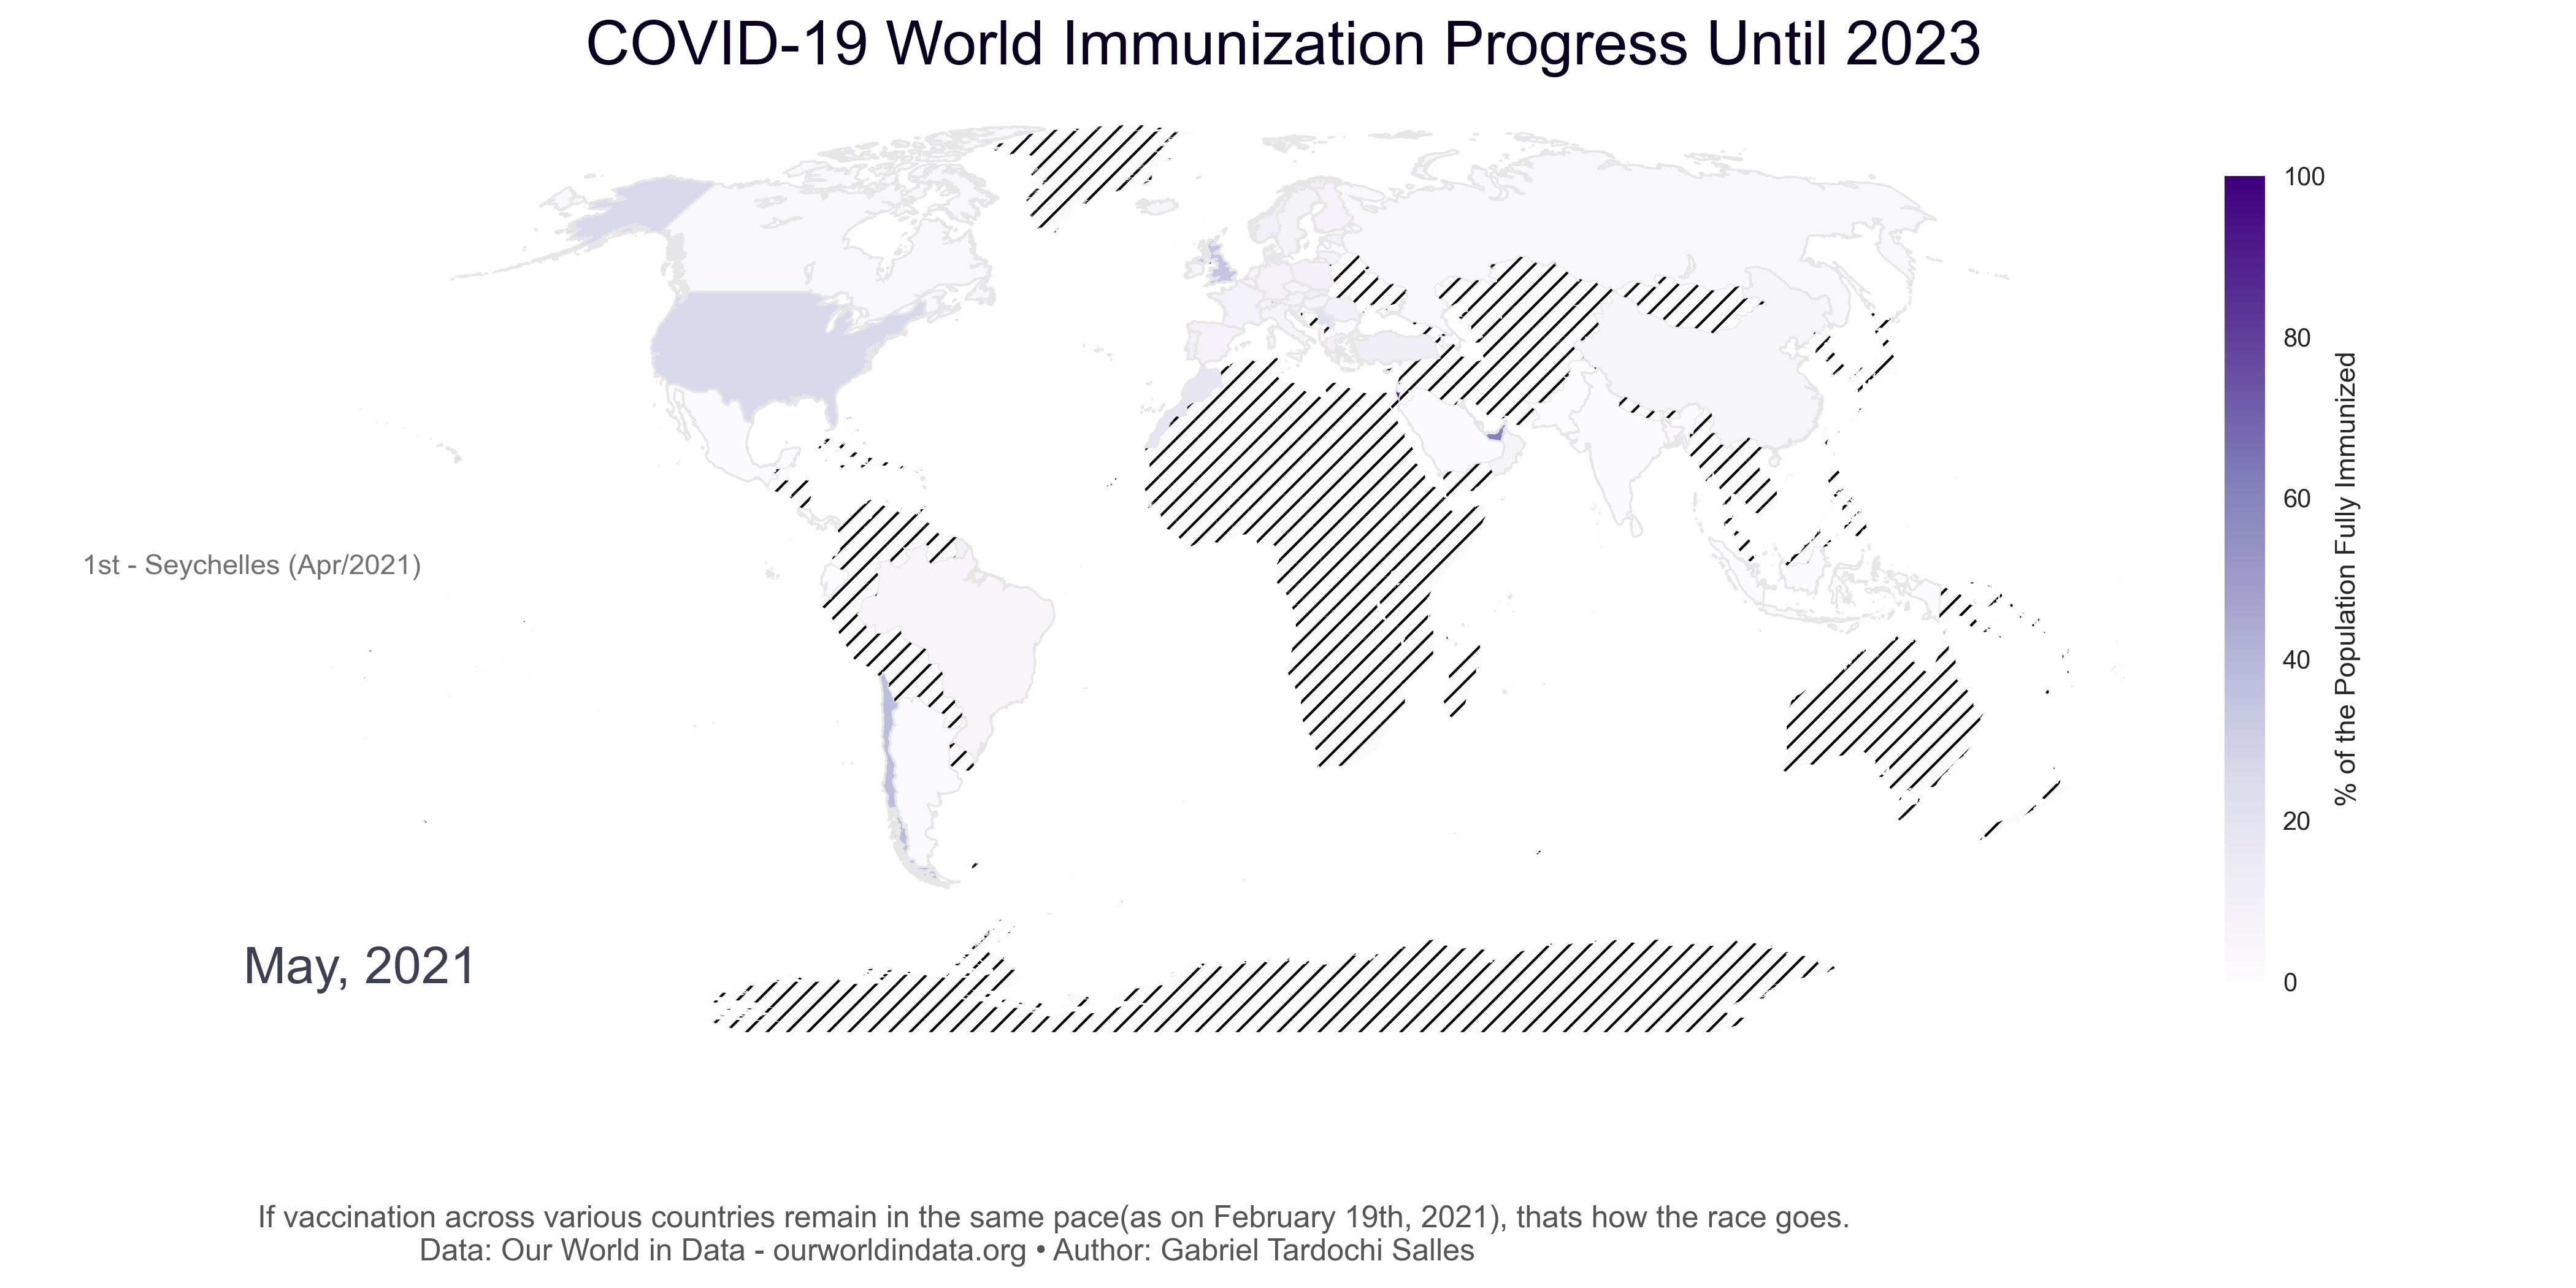 COVID-19 World Immunization Progress Until 2023
100
80
60
40
20
0
% of the Population Fully Immunized
1st - Seychelles (Apr/2021)
May, 2021
If vaccination across various countries remain in the same pace(as on February 19th, 2021), thats how the race goes.
Data: Our World in Data - ourworldindata.org • Author: Gabriel Tardochi Salles